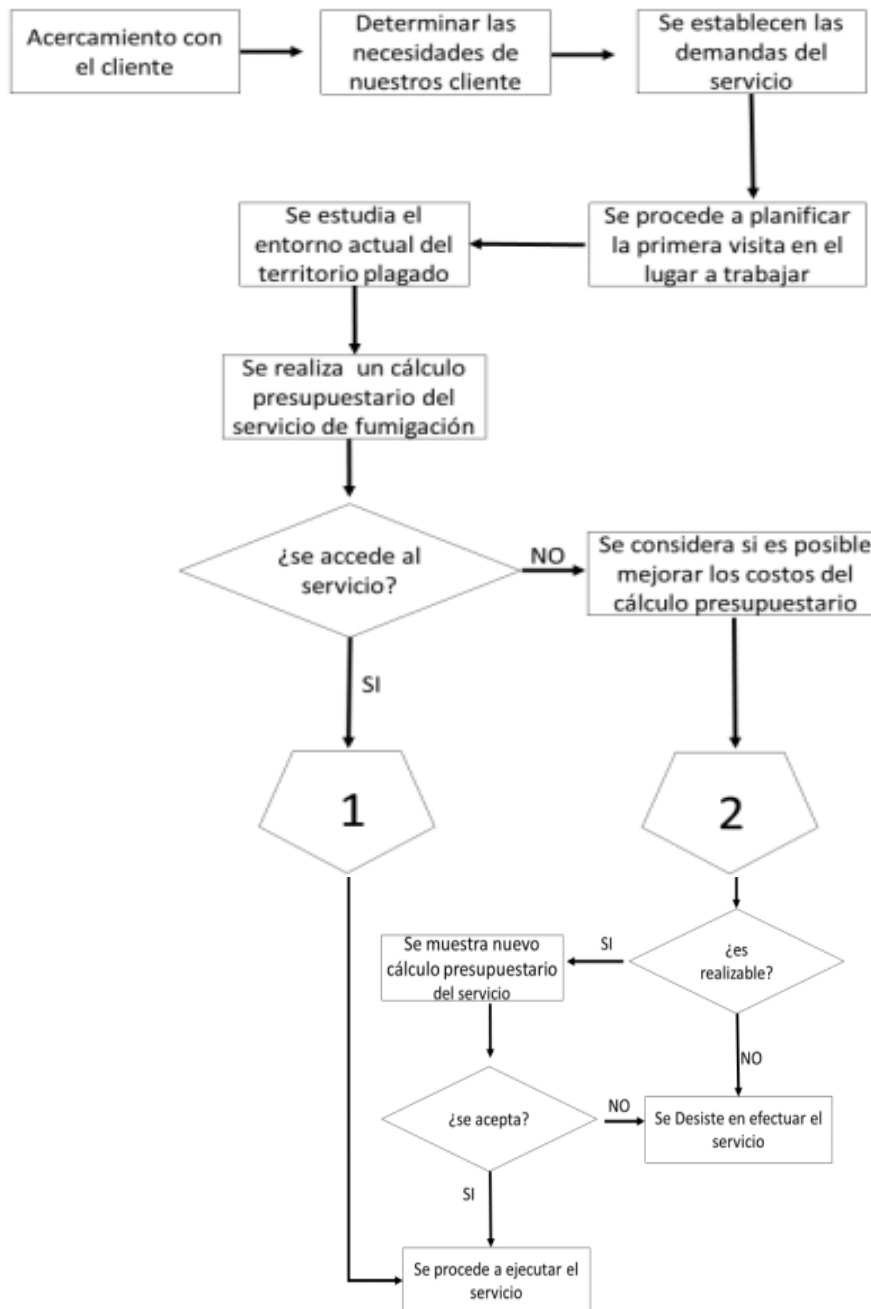 Acercamiento con
el cliente
Determinar las
necesidades de
nuestros cliente
Se establecen las
demandas del
servicio
Se procede a planificar
la primera visita en el
lugar a trabajar
Se estudia el
entorno actual del
territorio plagado
Se realiza un cálculo
presupuestario del
servicio de fumigación
¿se accede al
servicio?
NO
Se considera si es posible
mejorar los costos del
cálculo presupuestario
SI
1
2
¿es
realizable?
SI
Se muestra nuevo
cálculo presupuestario
del servicio
NO
¿se acepta?
NO
Se Desiste en efectuar el
servicio
SI
Se procede a ejecutar el
servicio